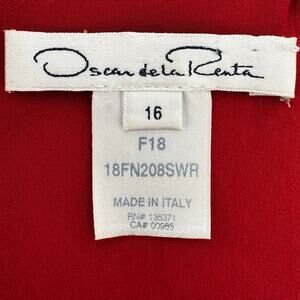 Oscar de la Renta
16
F18
18FN208SWR
MADE IN ITALY
RN# 135371
CA# 00985